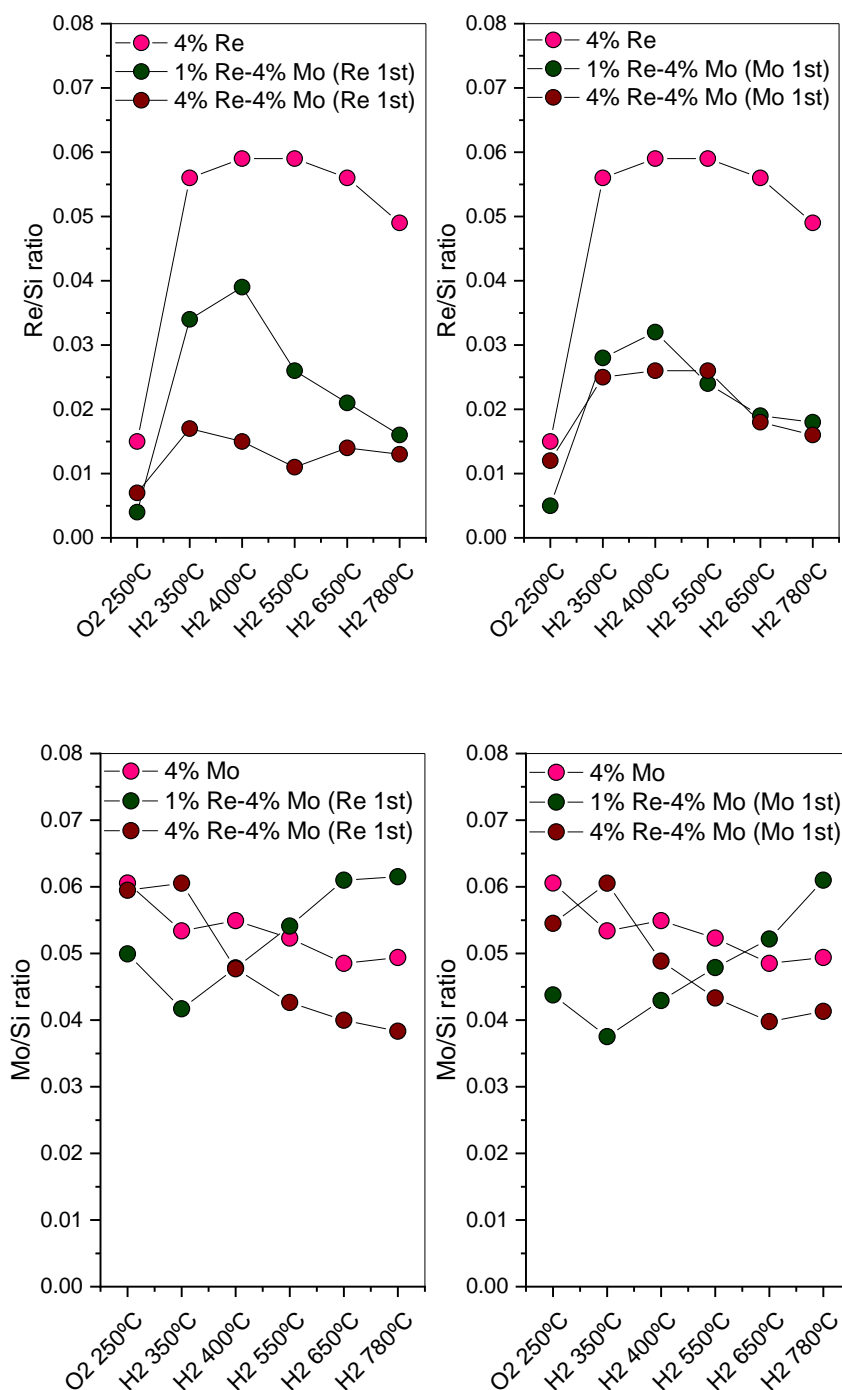 4% Re
1% Re-4% Mo (Re 1st)
4% Re-4% Mo (Re 1st)
Re/Si ratio
0.08
0.07
0.06
0.05
0.04
0.03
0.02
0.01
0.00
O2 250ºC
H2 350ºC
H2 400ºC
H2 550ºC
H2 650ºC
H2 780ºC
4% Re
1% Re-4% Mo (Mo 1st)
4% Re-4% Mo (Mo 1st)
Re/Si ratio
0.08
0.07
0.06
0.05
0.04
0.03
0.02
0.01
0.00
O2 250ºC
H2 350ºC
H2 400ºC
H2 550ºC
H2 650ºC
H2 780ºC
4% Mo
1% Re-4% Mo (Re 1st)
4% Re-4% Mo (Re 1st)
Mo/Si ratio
0.08
0.07
0.06
0.05
0.04
0.03
0.02
0.01
0.00
O2 250ºC
H2 350ºC
H2 400ºC
H2 550ºC
H2 650ºC
H2 780ºC
4% Mo
1% Re-4% Mo (Mo 1st)
4% Re-4% Mo (Mo 1st)
Mo/Si ratio
0.08
0.07
0.06
0.05
0.04
0.03
0.02
0.01
0.00
O2 250ºC
H2 350ºC
H2 400ºC
H2 550ºC
H2 650ºC
H2 780ºC